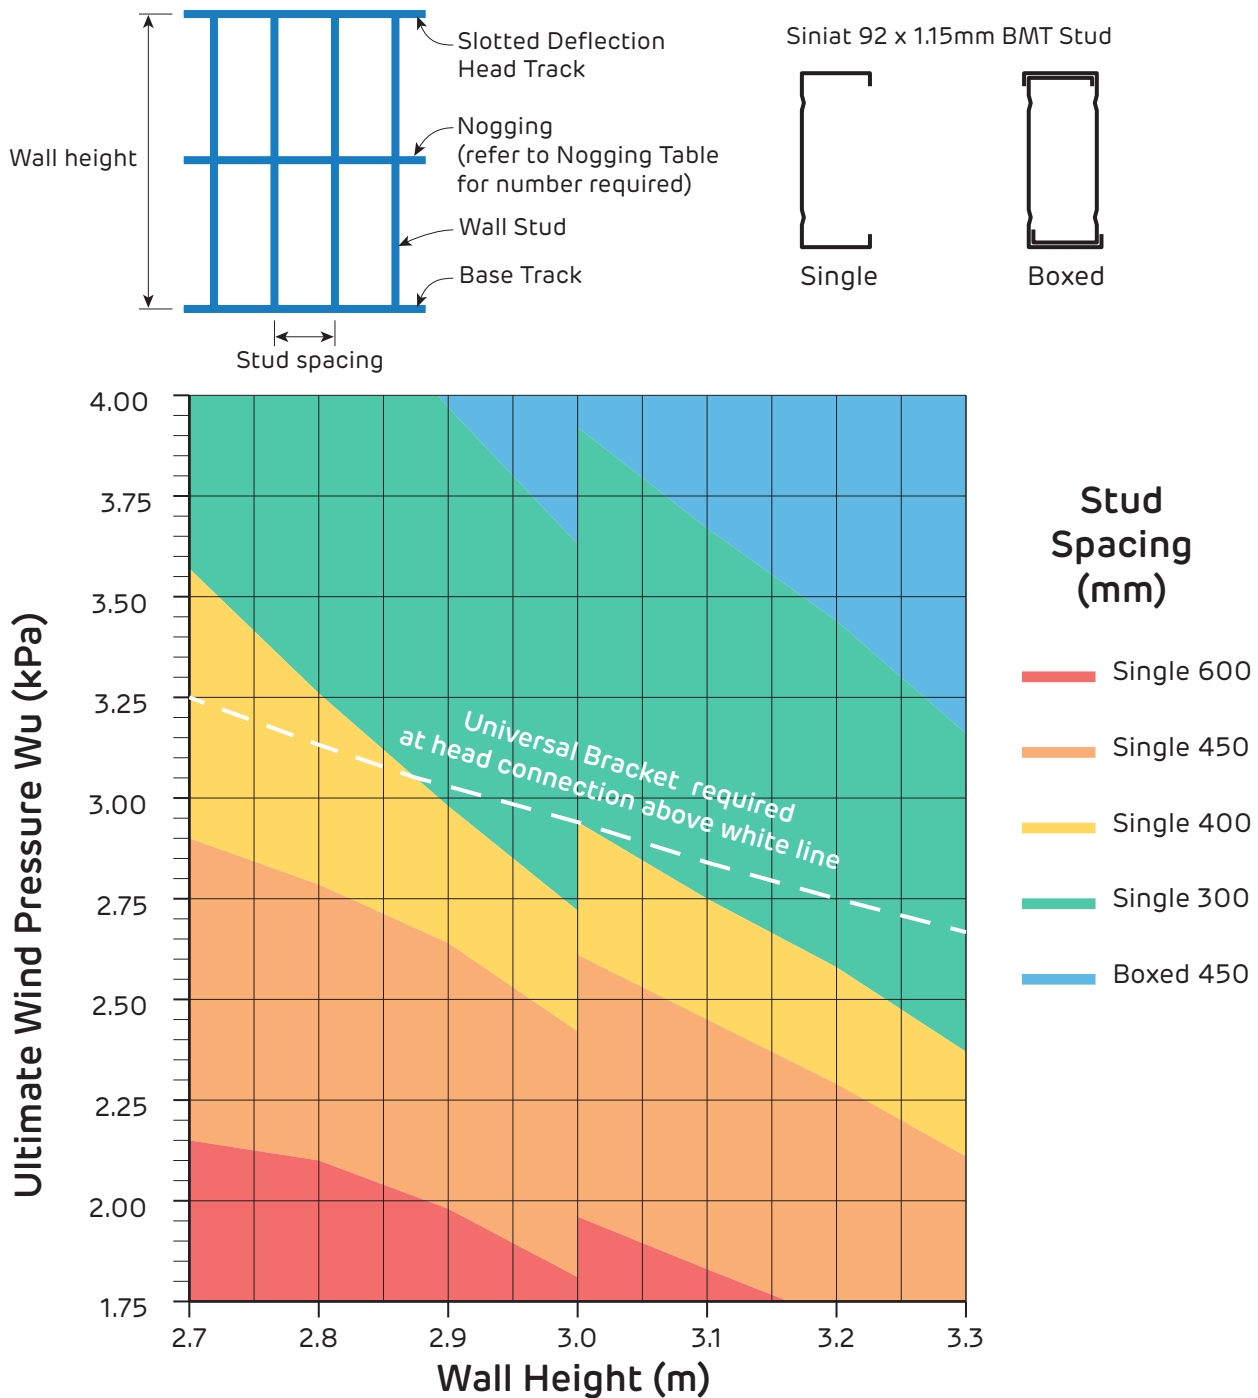 Slotted Deflection
Head Track
Nogging
(refer to Nogging Table
for number required)
Wall height
Wall Stud
Base Track
Stud spacing
Siniat 92 x 1.15mm BMT Stud
Single
Boxed
Ultimate Wind Pressure Wu (kPa)
4.00
3.75
3.50
3.25
3.00
2.75
2.50
2.25
2.00
1.75
Universal Bracket required
at head connection above white line
2.7
2.8
2.9
3.0
3.1
3.2
3.3
Wall Height (m)
Stud
Spacing
(mm)
Single 600
Single 450
Single 400
Single 300
Boxed 450